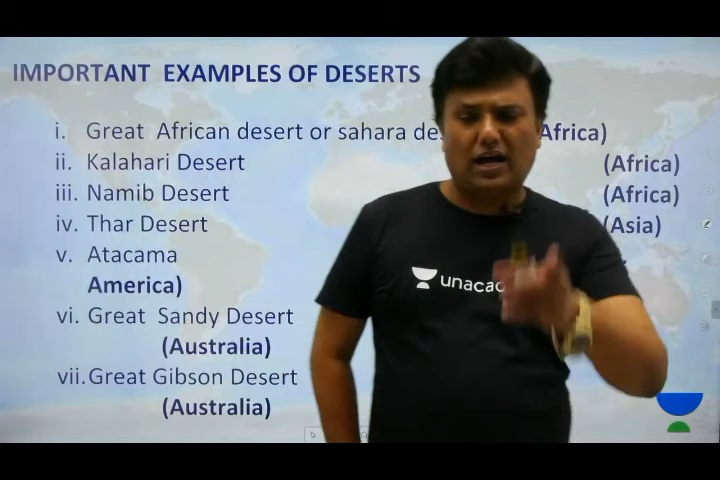 IMPORTANT EXAMPLES OF DESERTS
i. Great African desert or sahara de Africa)
ii. Kalahari Desert (Africa)
iii. Namib Desert (Africa)
iv. Thar Desert (Asia)
v. Atacama
America)
vi. Great Sandy Desert
(Australia)
vii. Great Gibson Desert
(Australia)
unacad